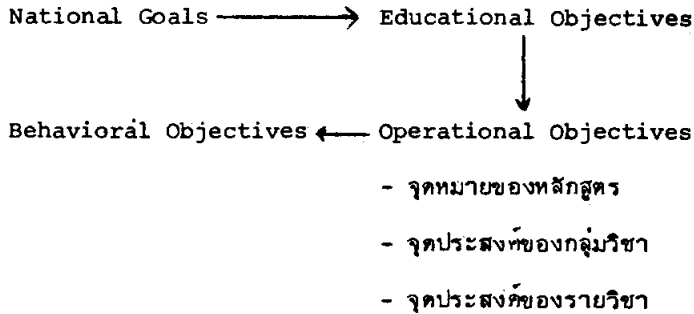 National Goals → Educational Objectives
↓
Behavioral Objectives ← Operational Objectives
- จุดหมายของหลักสูตร
- จุดประสงค์ของกลุ่มวิชา
- จุดประสงค์ของรายวิชา